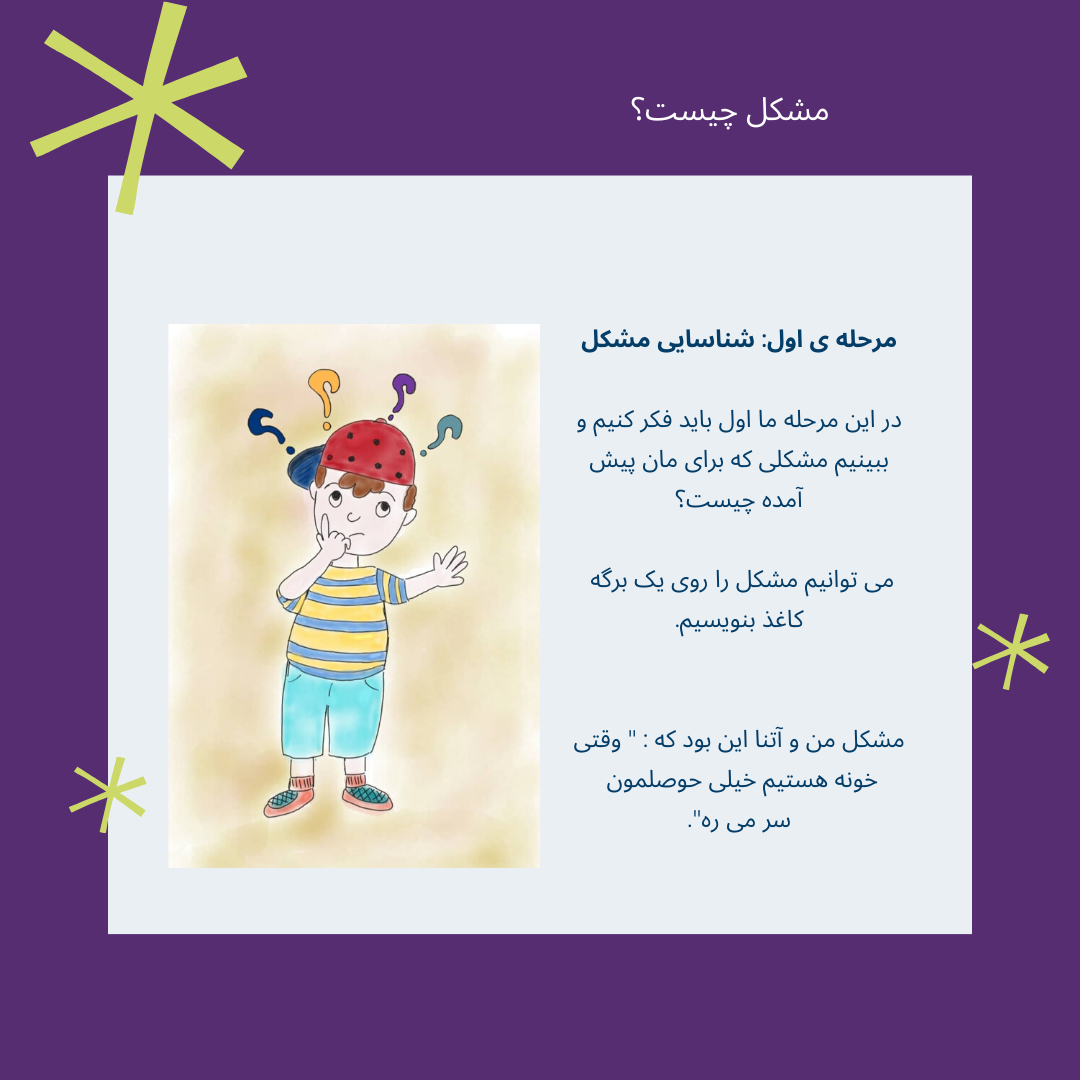 مشکل چیست؟
مرحله ی اول: شناسایی مشکل
در این مرحله ما اول باید فکر کنیم و
ببینیم مشکلی که برای مان پیش
آمده چیست؟
می توانیم مشکل را روی یک برگه
کاغذ بنویسیم.
مشکل من و آتنا این بود که : " وقتی
خونه هستیم خیلی حوصلمون
سر می ره".